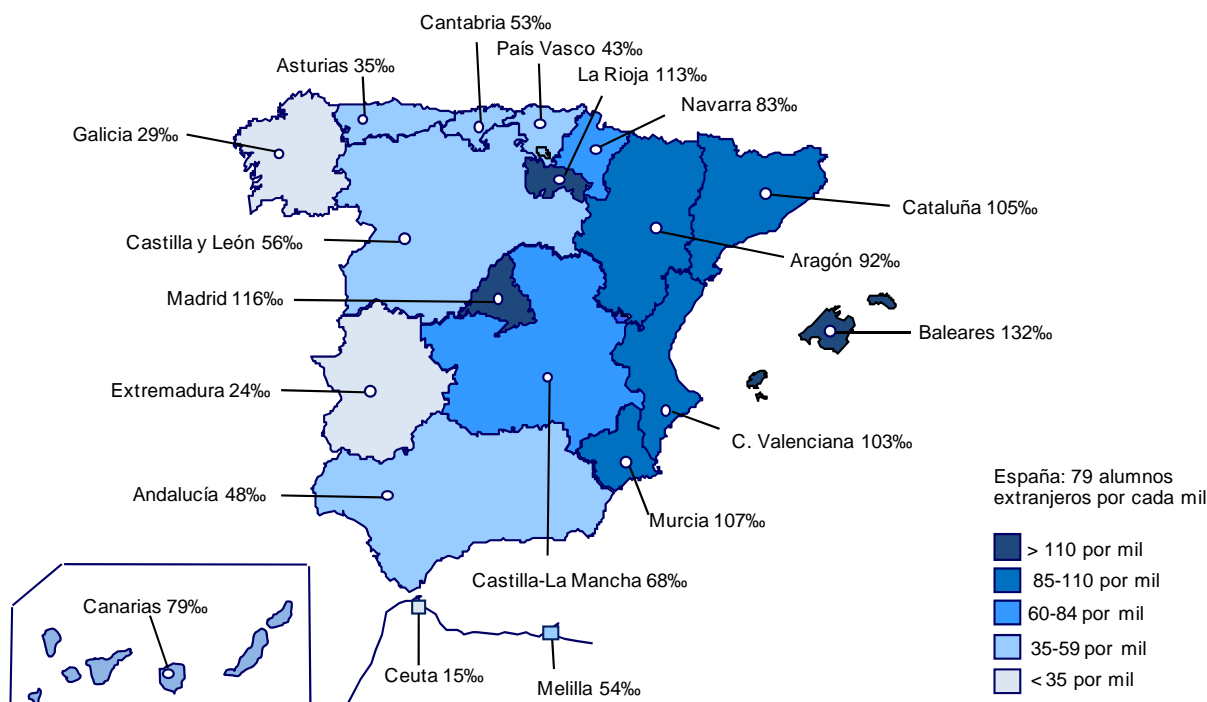 Cantabria 53‰
País Vasco 43‰
La Rioja 113‰
Asturias 35‰
Navarra 83‰
Galicia 29‰
Cataluña 105‰
Castilla y León 56‰
Aragón 92‰
Madrid 116‰
Baleares 132‰
Extremadura 24‰
C. Valenciana 103‰
Andalucía 48‰
Murcia 107‰
Castilla-La Mancha 68‰
Canarias 79‰
Ceuta 15‰
Melilla 54‰
España: 79 alumnos
extranjeros por cada mil
> 110 por mil
85-110 por mil
60-84 por mil
35-59 por mil
< 35 por mil